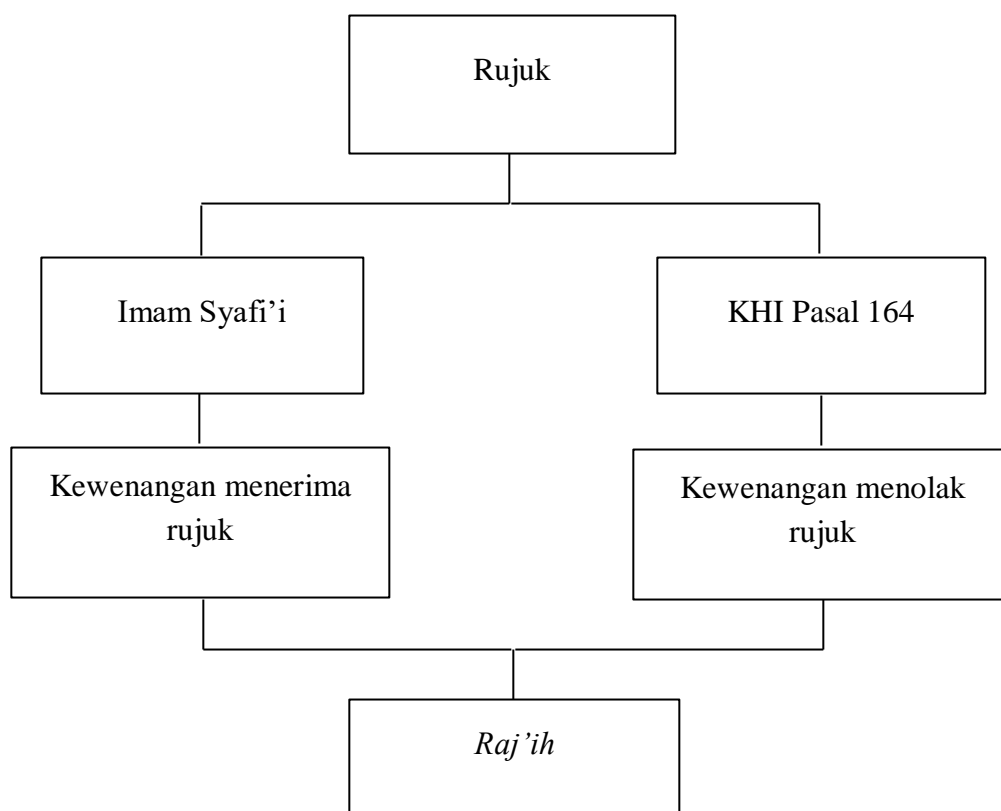 Rujuk
Imam Syafi’i
KHI Pasal 164
Kewenangan menerima
rujuk
Kewenangan menolak
rujuk
Raj’ih